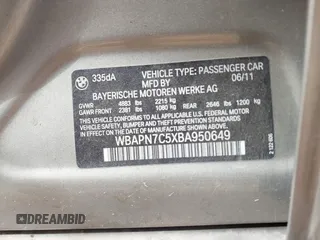 335dA
VEHICLE TYPE: PASSENGER CAR
MFD BY: 06/11
BAYERISCHE MOTOREN WERKE AG
GVWR 4883 lbs 2215 kg
GAWR FRONT 2381 lbs 1080 kg REAR 2646 lbs 1200 kg
THIS VEHICLE CONFORMS TO ALL APPLICABLE U.S.
FEDERAL MOTOR VEHICLE SAFETY, BUMPER AND THEFT
PREVENTION STANDARDS IN EFFECT ON THE DATE OF
MANUFACTURE SHOWN ABOVE.
WBAPN7C5XBA950649
DREAMBID